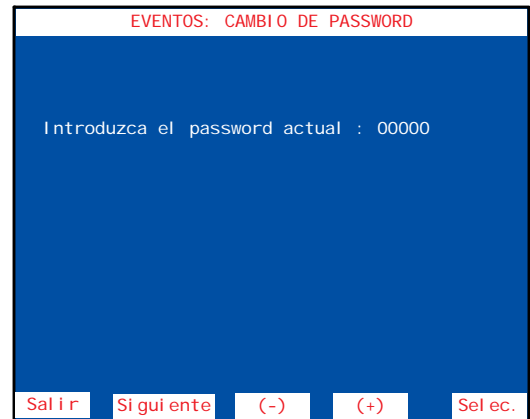 EVENTOS: CAMBIO DE PASSWORD
Introduzca el password actual : 00000
Salir Siguiente (-) (+) Selec.